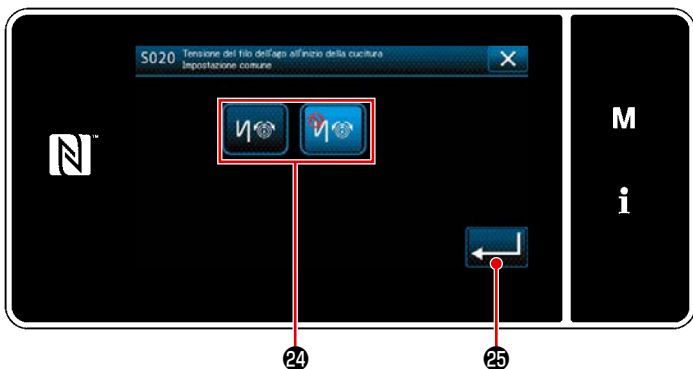 S020 Tensione del filo dell'ago all'inizio della cucitura
Impostazione comune
M
i
㉔ ㉕